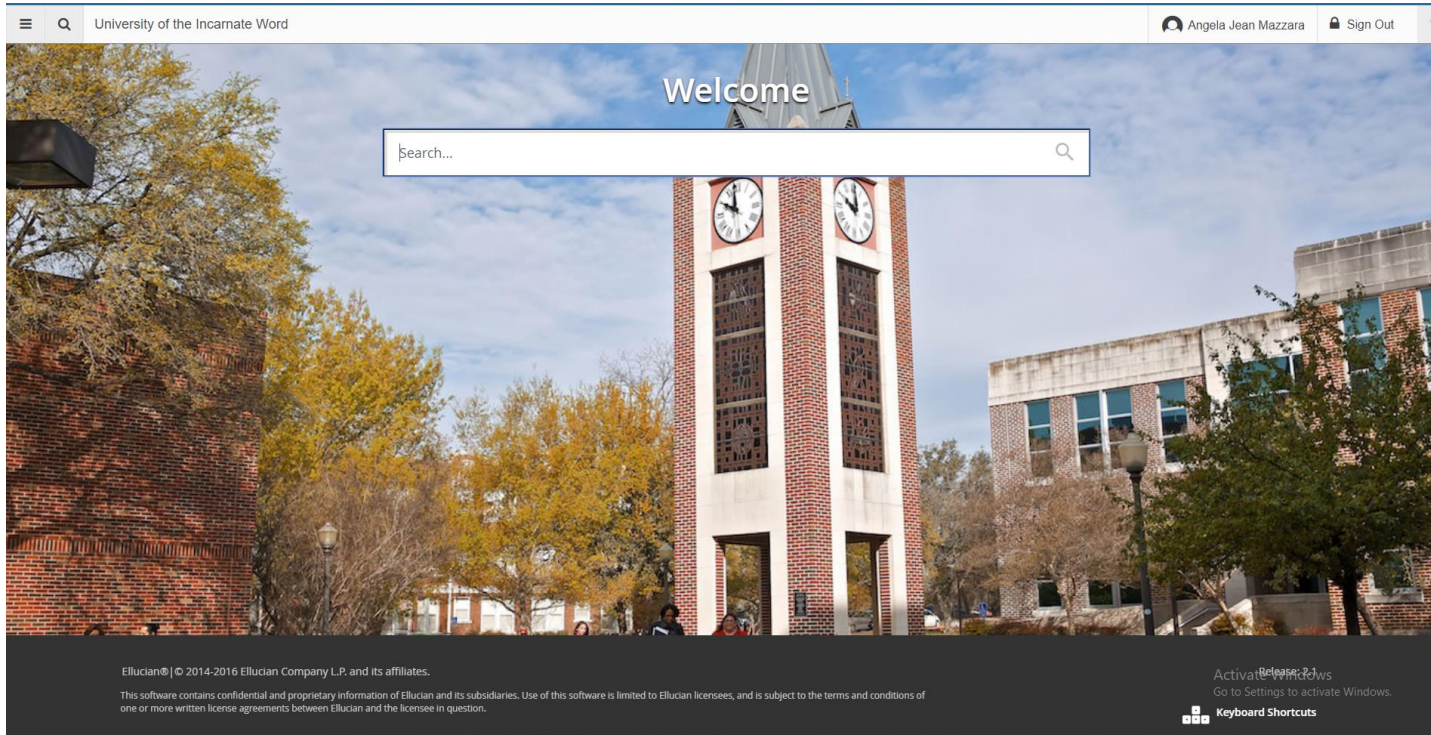 University of the Incarnate Word
Angela Jean Mazzara
Sign Out
Welcome
Search...
Ellucian®|© 2014-2016 Ellucian Company L.P. and its affiliates.
This software contains confidential and proprietary information of Ellucian and its subsidiaries. Use of this software is limited to Ellucian licensees, and is subject to the terms and conditions of
one or more written license agreements between Ellucian and the licensee in question.
Release: 2.1
Activate Windows
Go to Settings to activate Windows.
Keyboard Shortcuts